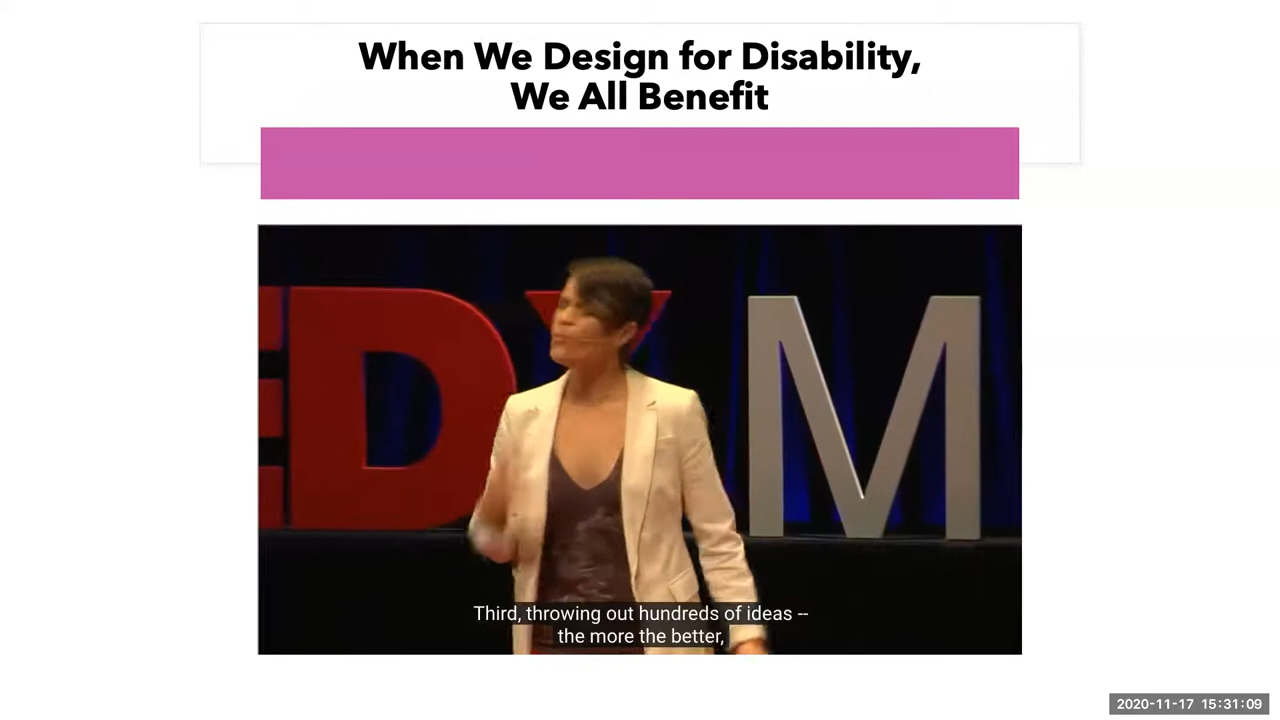 When We Design for Disability,
We All Benefit
ED M
Third, throwing out hundreds of ideas --
the more the better,
2020-11-17 15:31:09